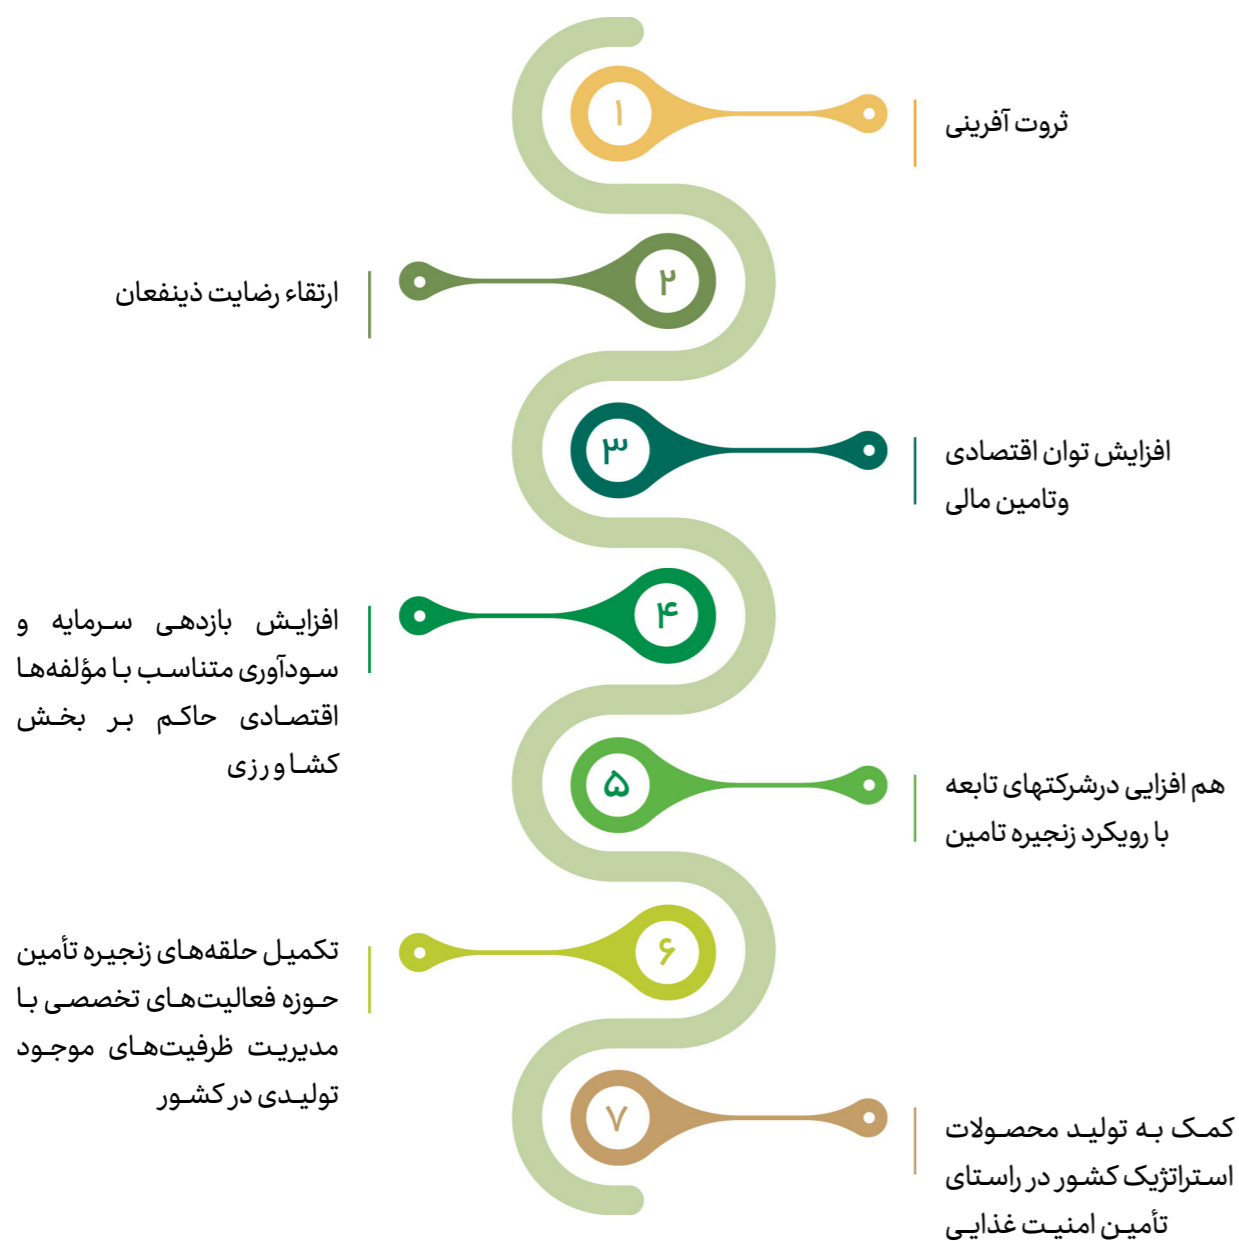 ۱
ثروت آفرینی
۲
ارتقاء رضایت ذینفعان
۳
افزایش توان اقتصادی
وتامین مالی
۴
افزایش بازدهی سرمایه و
سودآوری متناسب با مؤلفه‌ها
اقتصادی حاکم بر بخش
کشاورزی
۵
هم افزایی درشرکتهای تابعه
با رویکرد زنجیره تامین
۶
تکمیل حلقه‌های زنجیره تأمین
حوزه فعالیت‌های تخصصی با
مدیریت ظرفیت‌های موجود
تولیدی در کشور
۷
کمک به تولید محصولات
استراتژیک کشور در راستای
تأمین امنیت غذایی